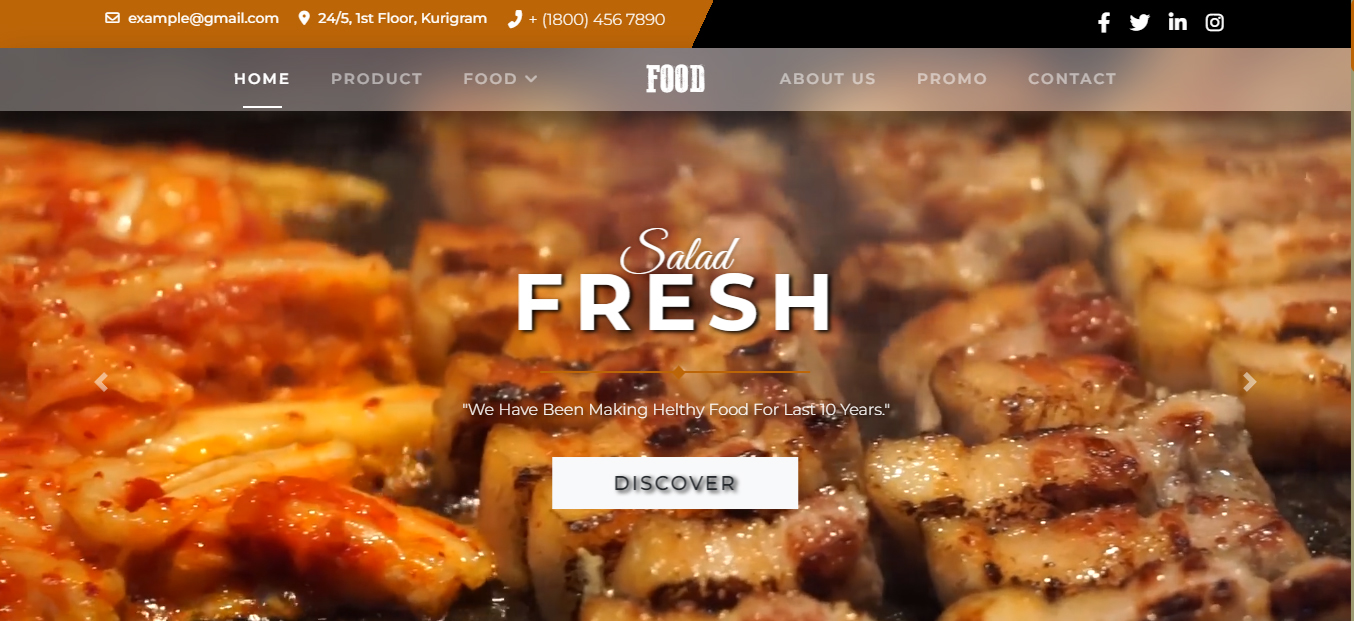 example@gmail.com 24/5, 1st Floor, Kurigram + (1800) 456 7890
HOME PRODUCT FOOD FOOD ABOUT US PROMO CONTACT
Salad
FRESH
"We Have Been Making Helthy Food For Last 10 Years."
DISCOVER